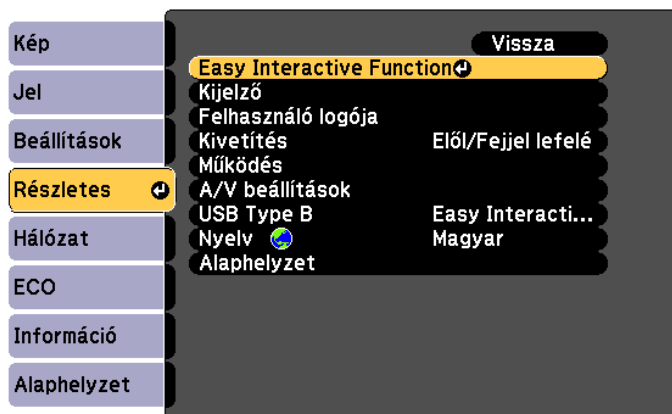 Kép
Jel
Beállítások
Részletes
Hálózat
ECO
Információ
Alaphelyzet
Vissza
Easy Interactive Function
Kijelző
Felhasználó logója
Kivetítés Elől/Fejjel lefelé
Működés
A/V beállítások
USB Type B Easy Interacti...
Nyelv Magyar
Alaphelyzet